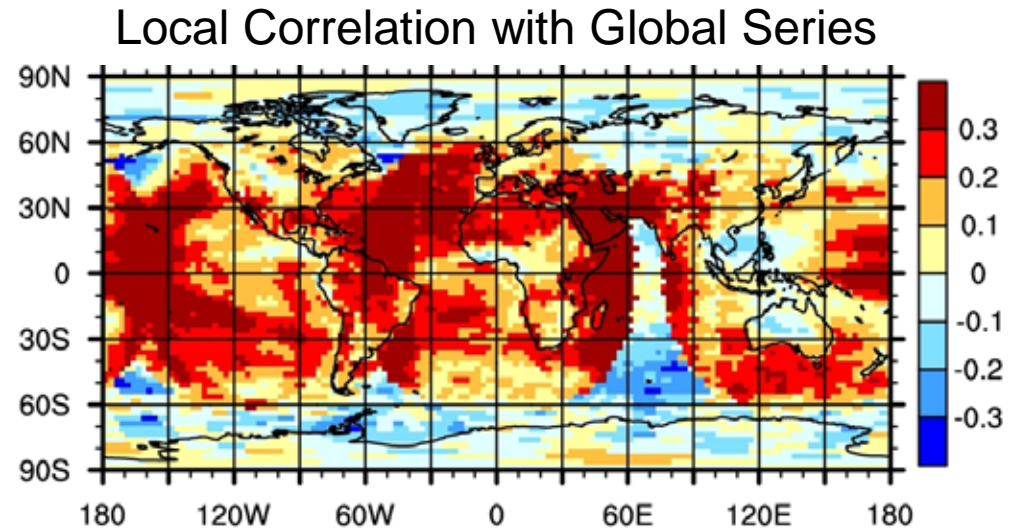 Local Correlation with Global Series
90N
60N
30N
0
30S
60S
90S
180 120W 60W 0 60E 120E 180
0.3
0.2
0.1
0
-0.1
-0.2
-0.3